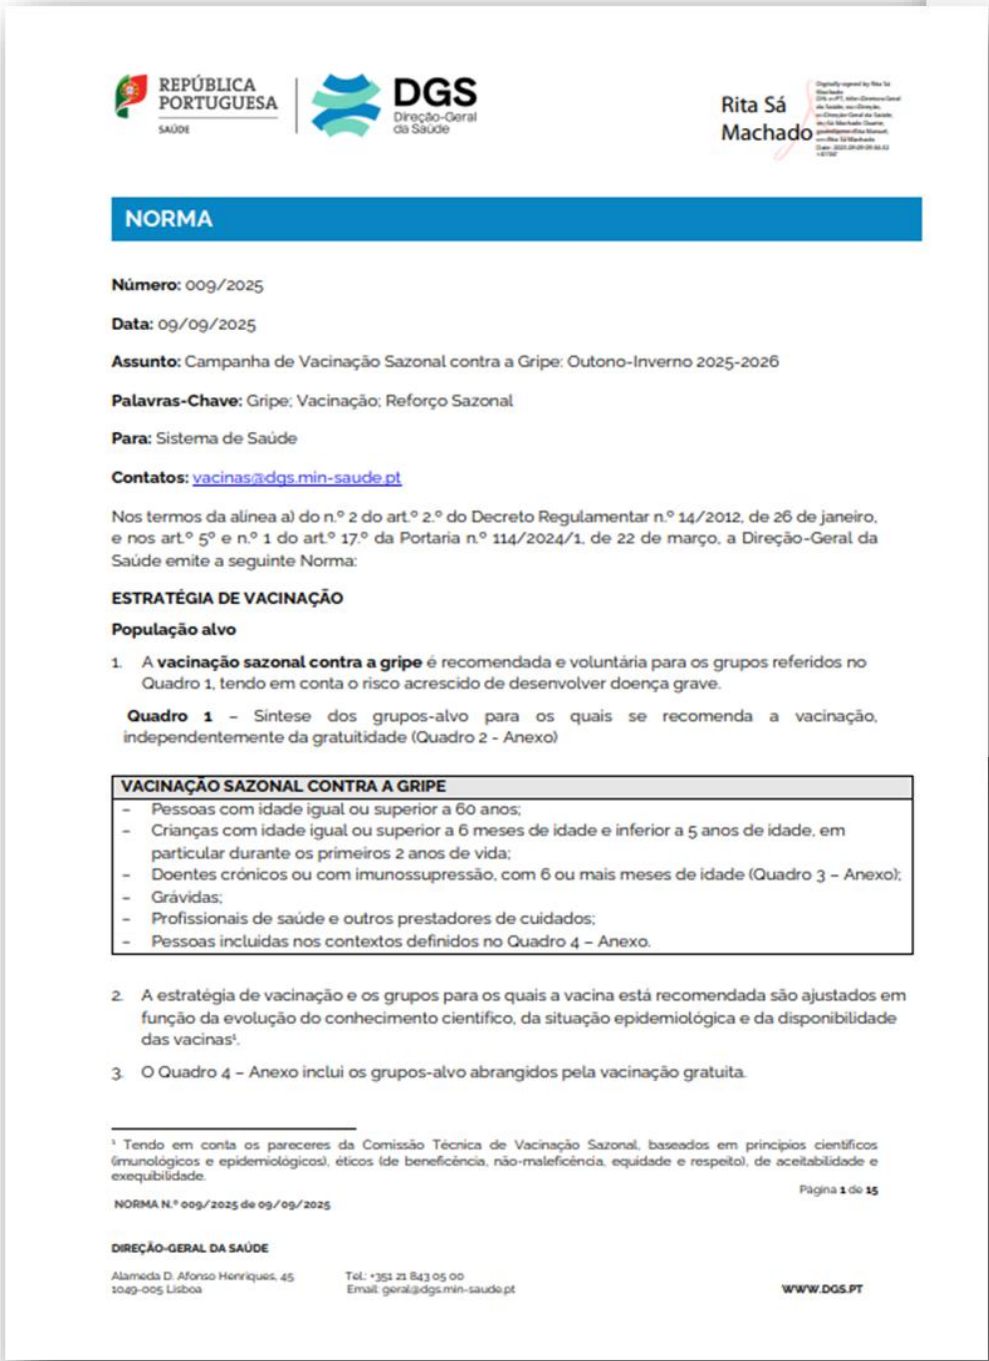 REPÚBLICA
PORTUGUESA
SAÚDE
DGS
Direção-Geral
da Saúde
Rita Sá
Machado
Digitally signed by Rita Sá
Machado
NORMA
Número: 009/2025
Data: 09/09/2025
Assunto: Campanha de Vacinação Sazonal contra a Gripe: Outono-Inverno 2025-2026
Palavras-Chave: Gripe; Vacinação; Reforço Sazonal
Para: Sistema de Saúde
Contatos: vacinas@dgs.min-saude.pt
Nos termos da alínea a) do n.º 2 do art.º 2.º do Decreto Regulamentar n.º 14/2012, de 26 de janeiro,
e nos art.º 5º e n.º 1 do art.º 17.º da Portaria n.º 114/2024/1, de 22 de março, a Direção-Geral da
Saúde emite a seguinte Norma:
ESTRATÉGIA DE VACINAÇÃO
População alvo
1. A vacinação sazonal contra a gripe é recomendada e voluntária para os grupos referidos no
Quadro 1, tendo em conta o risco acrescido de desenvolver doença grave.
Quadro 1 – Síntese dos grupos-alvo para os quais se recomenda a vacinação,
independentemente da gratuitidade (Quadro 2 - Anexo)
VACINAÇÃO SAZONAL CONTRA A GRIPE
– Pessoas com idade igual ou superior a 60 anos;
– Crianças com idade igual ou superior a 6 meses de idade e inferior a 5 anos de idade, em
particular durante os primeiros 2 anos de vida;
– Doentes crónicos ou com imunossupressão, com 6 ou mais meses de idade (Quadro 3 – Anexo);
– Grávidas;
– Profissionais de saúde e outros prestadores de cuidados;
– Pessoas incluídas nos contextos definidos no Quadro 4 – Anexo.
2. A estratégia de vacinação e os grupos para os quais a vacina está recomendada são ajustados em
função da evolução do conhecimento científico, da situação epidemiológica e da disponibilidade
das vacinas¹.
3. O Quadro 4 – Anexo inclui os grupos-alvo abrangidos pela vacinação gratuita.
¹ Tendo em conta os pareceres da Comissão Técnica de Vacinação Sazonal, baseados em princípios científicos
(imunológicos e epidemiológicos), éticos (de beneficência, não-maleficência, equidade e respeito), de aceitabilidade e
exequibilidade.
Página 1 de 15
NORMA N.º 009/2025 de 09/09/2025
DIREÇÃO-GERAL DA SAÚDE
Alameda D. Afonso Henriques, 45
1049-005 Lisboa
Tel.: +351 21 843 05 00
Email: geral@dgs.min-saude.pt
WWW.DGS.PT